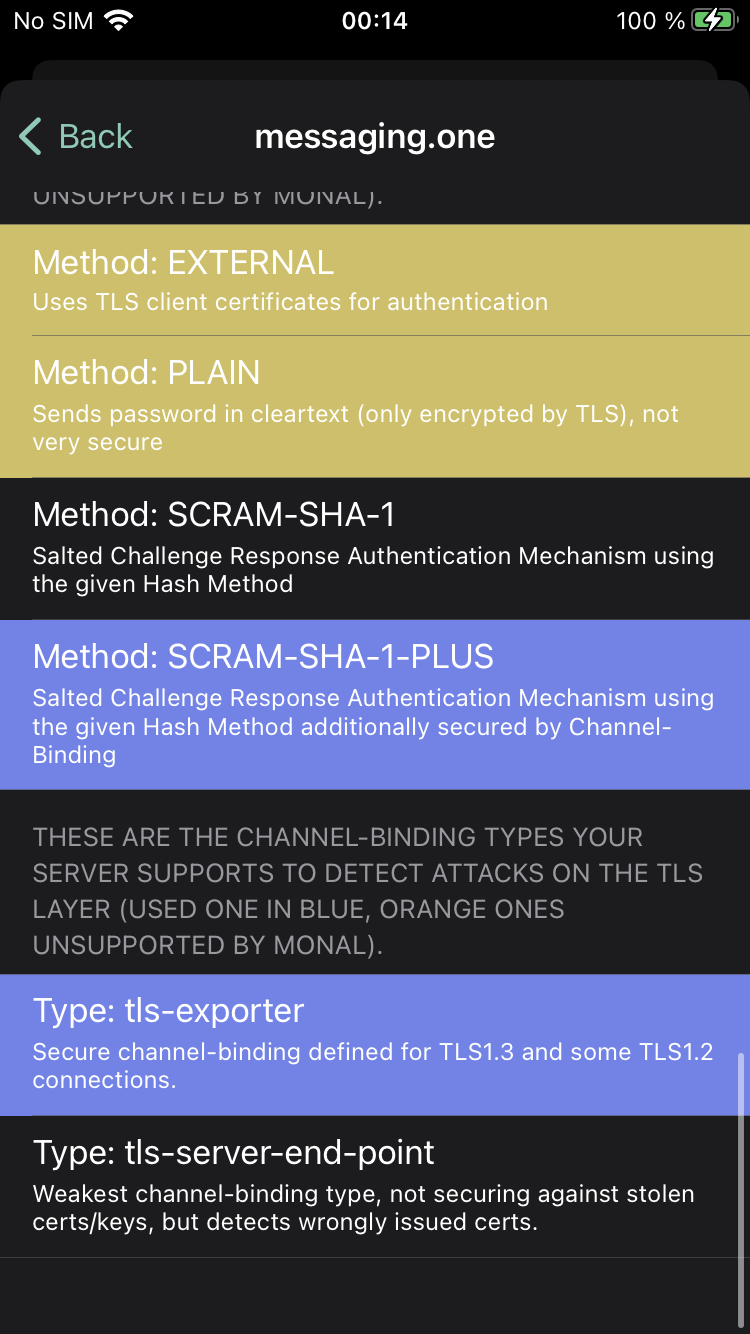 No SIM 00:14 100 %
Back messaging.one
UNSUPPORTED BY MONAL).
Method: EXTERNAL
Uses TLS client certificates for authentication
Method: PLAIN
Sends password in cleartext (only encrypted by TLS), not
very secure
Method: SCRAM-SHA-1
Salted Challenge Response Authentication Mechanism using
the given Hash Method
Method: SCRAM-SHA-1-PLUS
Salted Challenge Response Authentication Mechanism using
the given Hash Method additionally secured by Channel-
Binding
THESE ARE THE CHANNEL-BINDING TYPES YOUR
SERVER SUPPORTS TO DETECT ATTACKS ON THE TLS
LAYER (USED ONE IN BLUE, ORANGE ONES
UNSUPPORTED BY MONAL).
Type: tls-exporter
Secure channel-binding defined for TLS1.3 and some TLS1.2
connections.
Type: tls-server-end-point
Weakest channel-binding type, not securing against stolen
certs/keys, but detects wrongly issued certs.